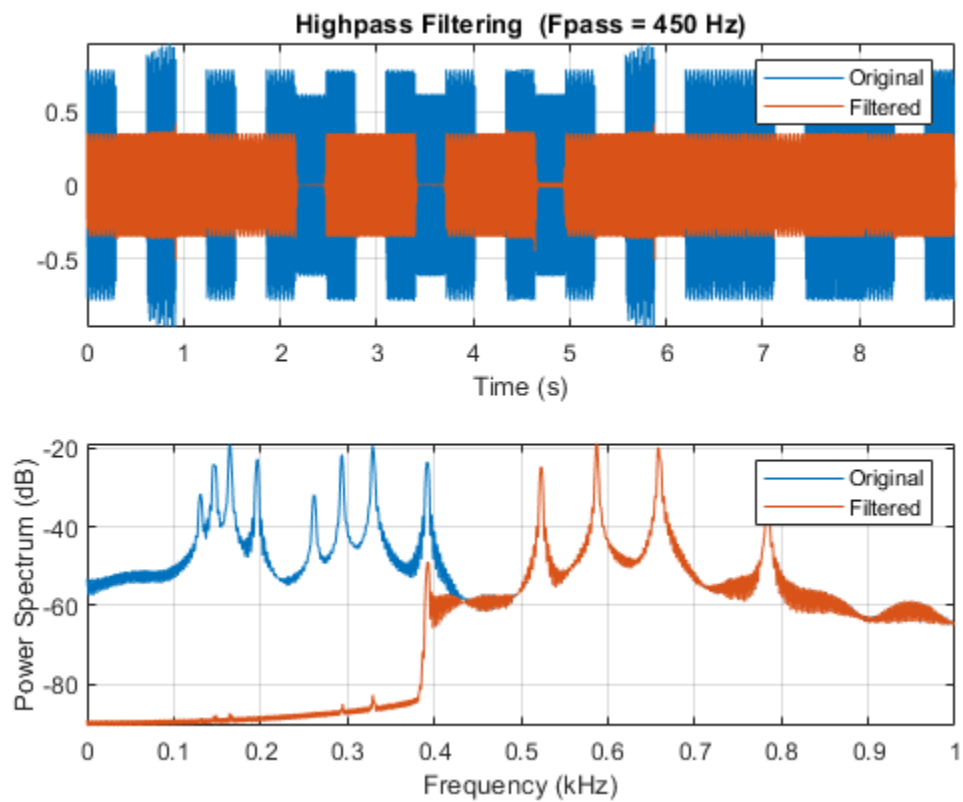 Highpass Filtering (Fpass = 450 Hz)
Original
Filtered
0.5
0
-0.5
0 1 2 3 4 5 6 7 8
Time (s)
Power Spectrum (dB)
-20
-40
-60
-80
Original
Filtered
0 0.1 0.2 0.3 0.4 0.5 0.6 0.7 0.8 0.9 1
Frequency (kHz)